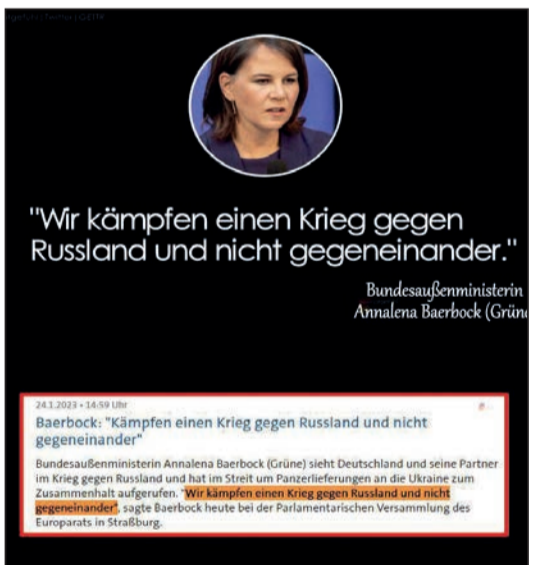 "Wir kämpfen einen Krieg gegen
Russland und nicht gegeneinander."
Bundesaußenministerin
Annalena Baerbock (Grüne
24.1.2023 • 14:59 Uhr
Baerbock: "Kämpfen einen Krieg gegen Russland und nicht
gegeneinander"
Bundesaußenministerin Annalena Baerbock (Grüne) sieht Deutschland und seine Partner
im Krieg gegen Russland und hat im Streit um Panzerlieferungen an die Ukraine zum
Zusammenhalt aufgerufen. "Wir kämpfen einen Krieg gegen Russland und nicht
gegeneinander", sagte Baerbock heute bei der Parlamentarischen Versammlung des
Europarats in Straßburg.